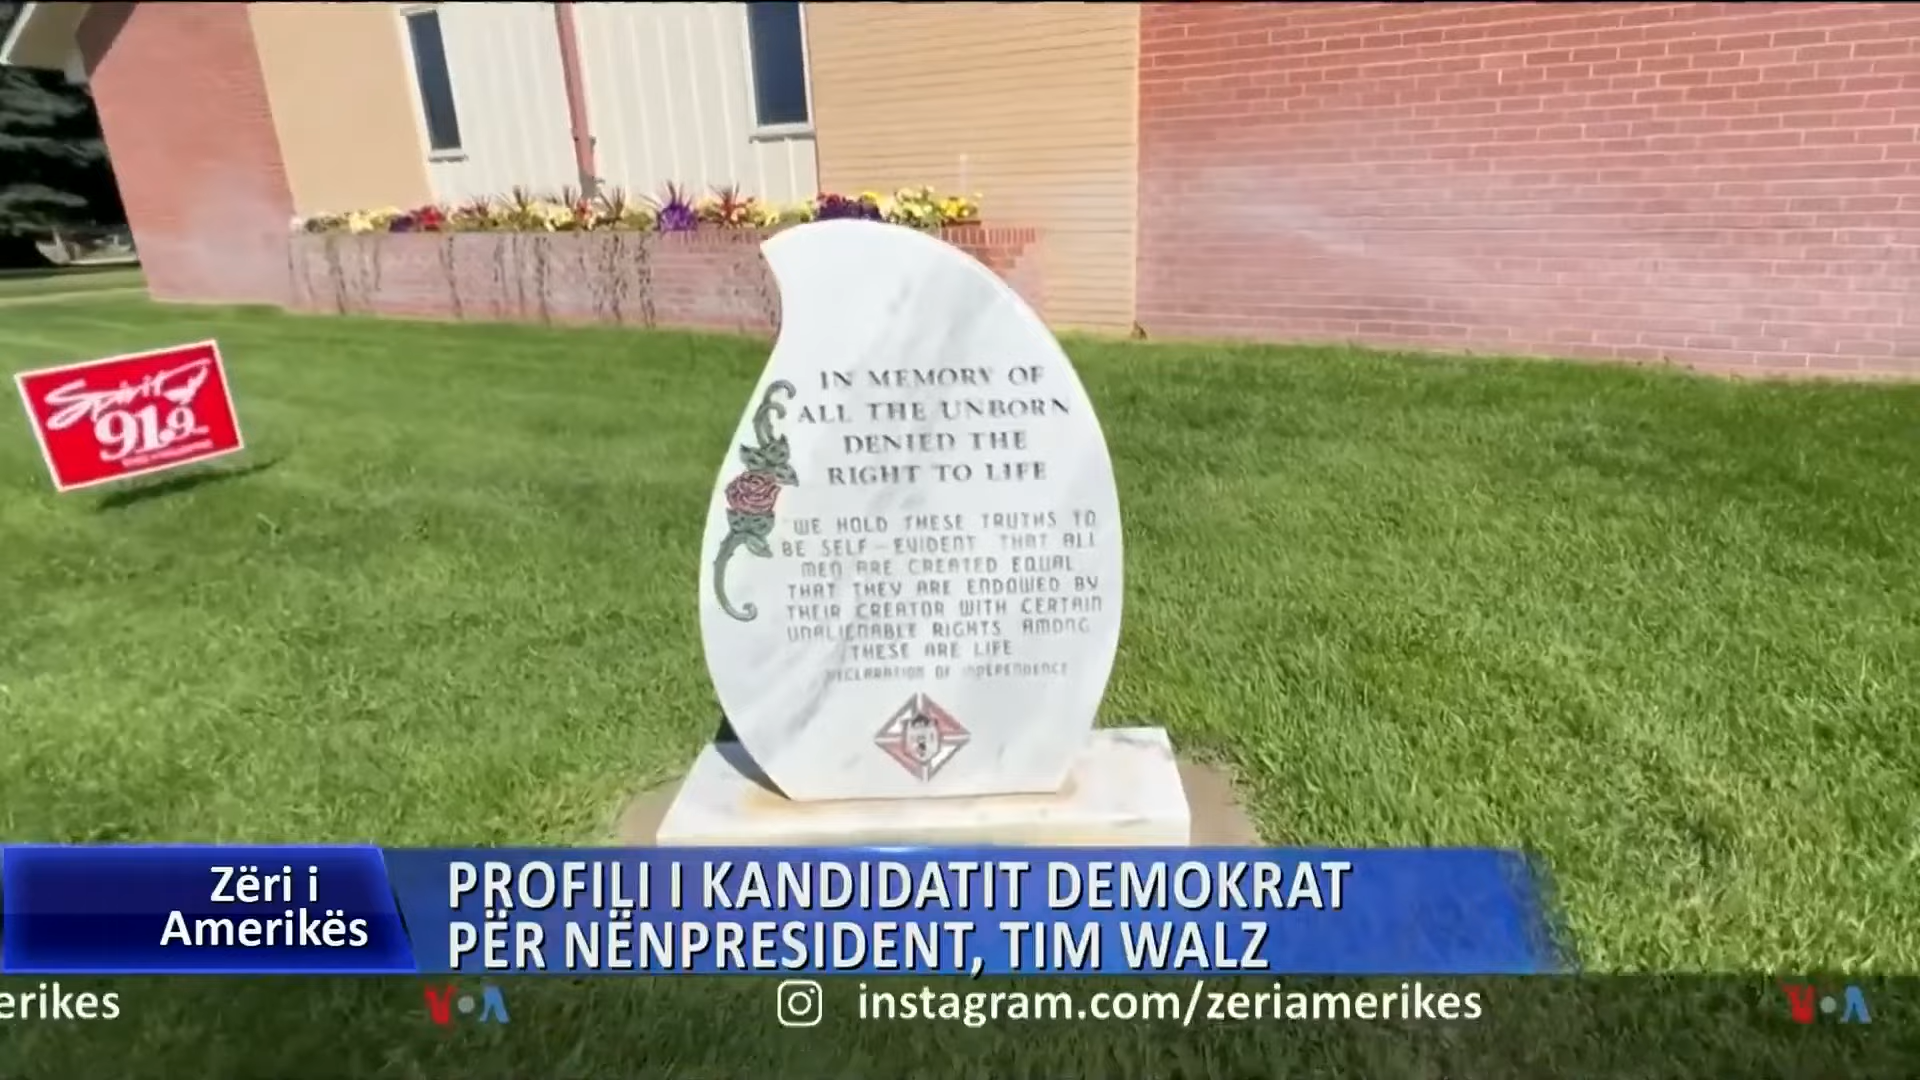 Spirit
91.9
IN MEMORY OF
ALL THE UNBORN
DENIED THE
RIGHT TO LIFE
"WE HOLD THESE TRUTHS TO
BE SELF-EVIDENT THAT ALL
MEN ARE CREATED EQUAL
THAT THEY ARE ENDOWED BY
THEIR CREATOR WITH CERTAIN
UNALIENABLE RIGHTS AMONG
THESE ARE LIFE
DECLARATION OF INDEPENDENCE
Zëri i
Amerikës
PROFILI I KANDIDATIT DEMOKRAT
PËR NËNPRESIDENT, TIM WALZ
erikes VOA instagram.com/zeriamerikes VOA